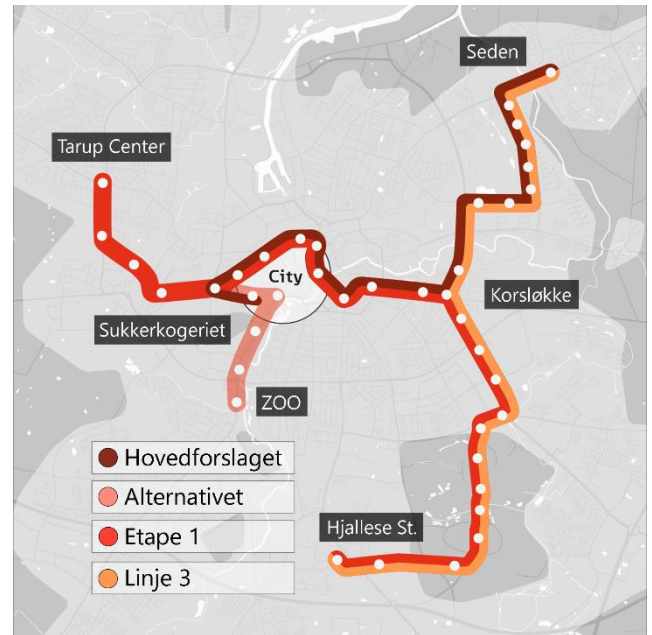 Seden
Tarup Center
City
Korsløkke
Sukkerkogeriet
ZOO
Hovedforslaget
Alternativet
Etape 1
Hjallese St.
Linje 3